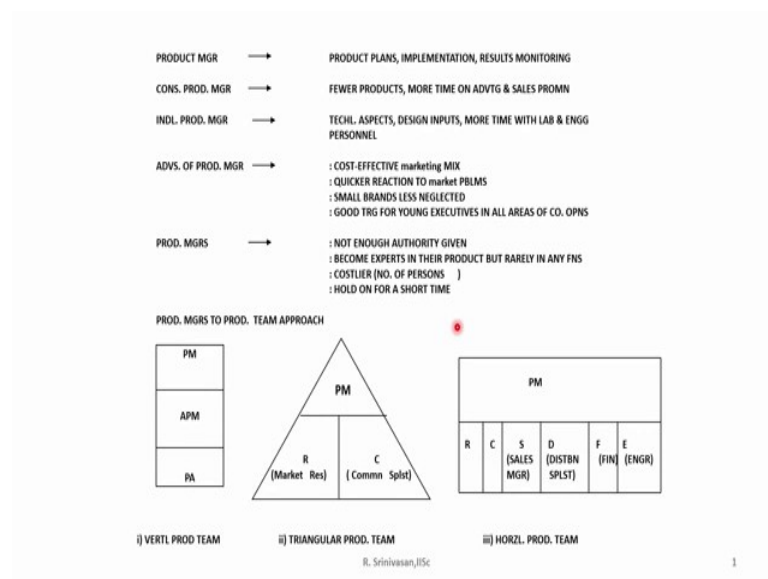 PRODUCT MGR PRODUCT PLANS, IMPLEMENTATION, RESULTS MONITORING
CONS. PROD. MGR FEWER PRODUCTS, MORE TIME ON ADVTG & SALES PROMN
INDL. PROD. MGR TECHL. ASPECTS, DESIGN INPUTS, MORE TIME WITH LAB & ENGG
PERSONNEL
ADVS. OF PROD. MGR : COST-EFFECTIVE marketing MIX
: QUICKER REACTION TO market PBLMS
: SMALL BRANDS LESS NEGLECTED
: GOOD TRG FOR YOUNG EXECUTIVES IN ALL AREAS OF CO. OPNS
PROD. MGRS : NOT ENOUGH AUTHORITY GIVEN
: BECOME EXPERTS IN THEIR PRODUCT BUT RARELY IN ANY FNS
: COSTLIER (NO. OF PERSONS )
: HOLD ON FOR A SHORT TIME
PROD. MGRS TO PROD. TEAM APPROACH
PM
APM
PA
PM
R
(Market Res)
C
( Commn Splst)
PM
R C S D F E
(SALES (DISTBN (FIN) (ENGR)
MGR) SPLST)
i) VERTL PROD TEAM ii) TRIANGULAR PROD. TEAM iii) HORZL. PROD. TEAM
R. Srinivasan,IISc 1